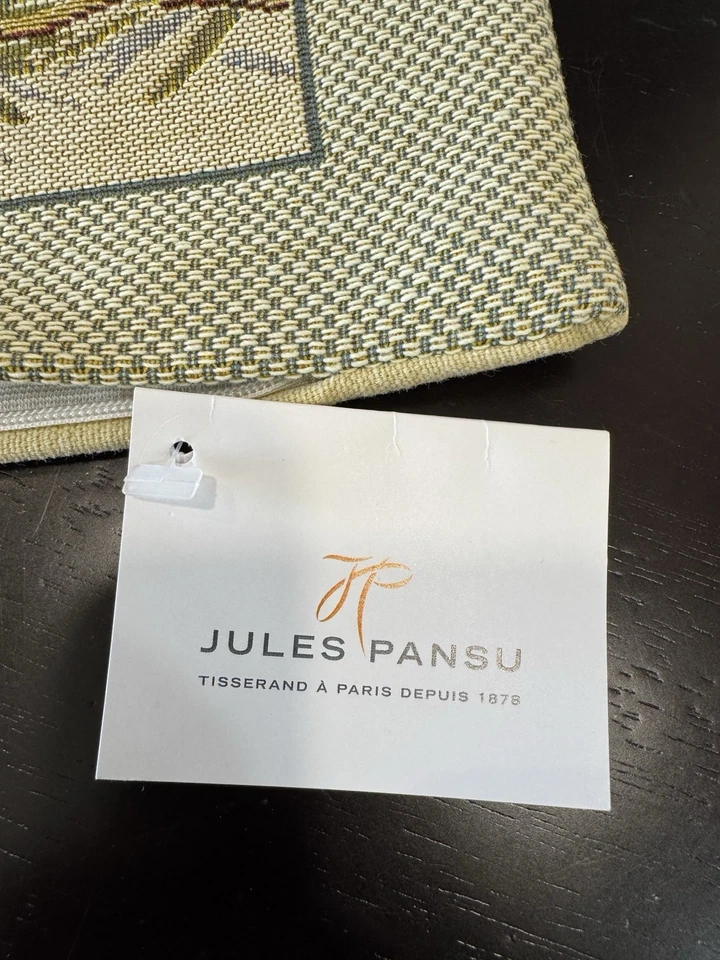 JP
JULES PANSU
TISSERAND À PARIS DEPUIS 1878